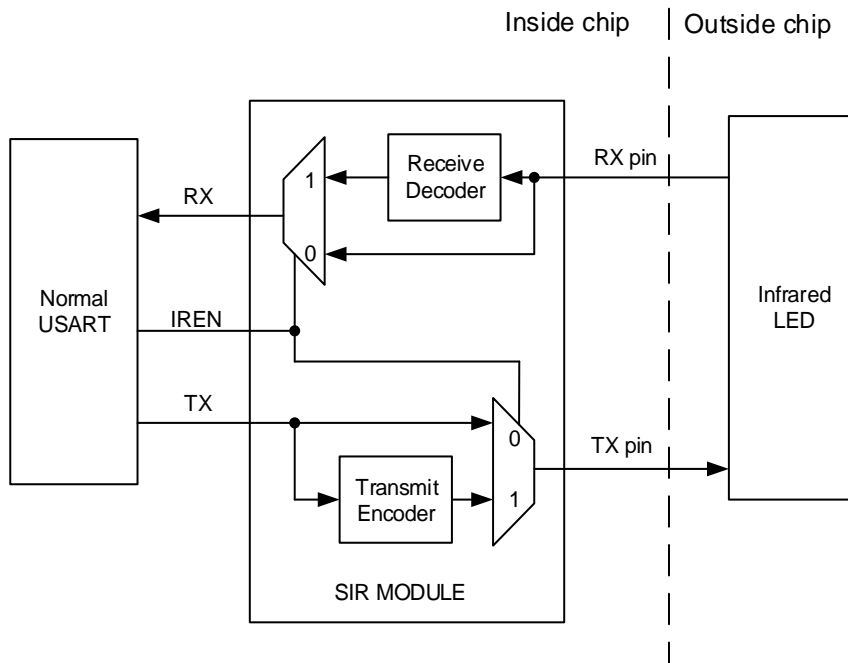 Inside chip
Outside chip
Receive
Decoder
RX pin
1
RX
0
Normal
USART
Infrared
LED
IREN
TX
0
TX pin
Transmit
Encoder
1
SIR MODULE